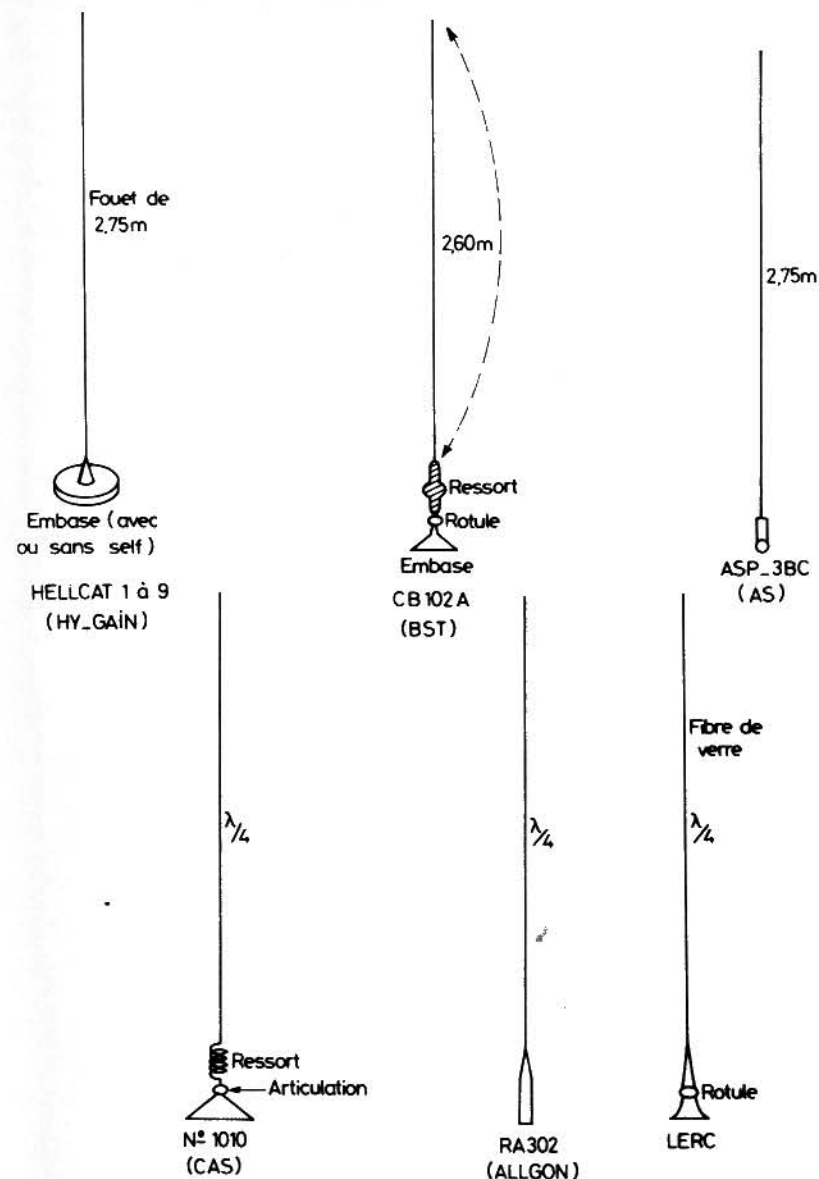 Fouet de
2,75m
Embase (avec
ou sans self)
HELLCAT 1 à 9
(HY_GAIN)
2,60m
Ressort
Rotule
Embase
CB 102 A
(BST)
2,75m
ASP_3BC
(AS)
λ/4
Ressort
Articulation
Nº 1010
(CAS)
λ/4
RA302
(ALLGON)
Fibre de
verre
λ/4
Rotule
LERC